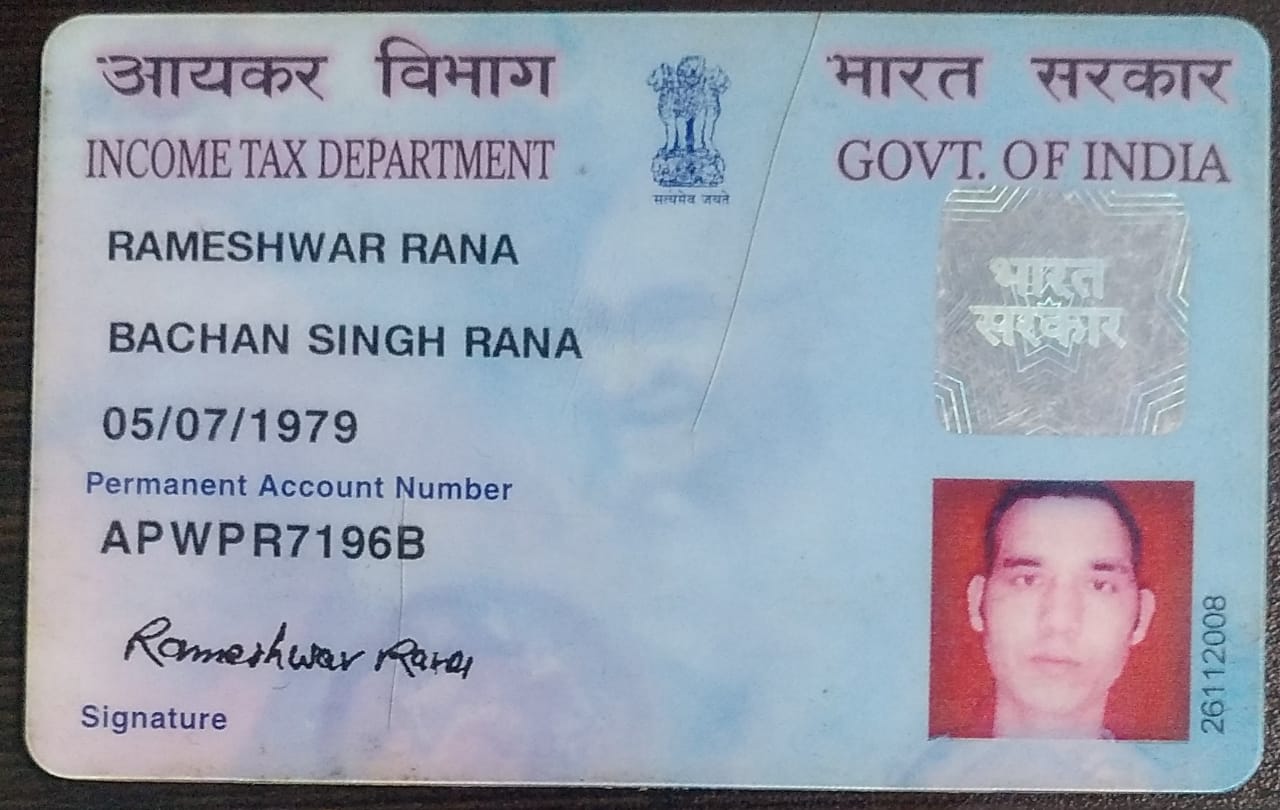 आयकर विभाग
INCOME TAX DEPARTMENT
सत्यमेव जयते
भारत सरकार
GOVT. OF INDIA
RAMESHWAR RANA
BACHAN SINGH RANA
05/07/1979
Permanent Account Number
APWPR7196B
Rameshwar Rana
Signature
भारत
सरकार
26112008